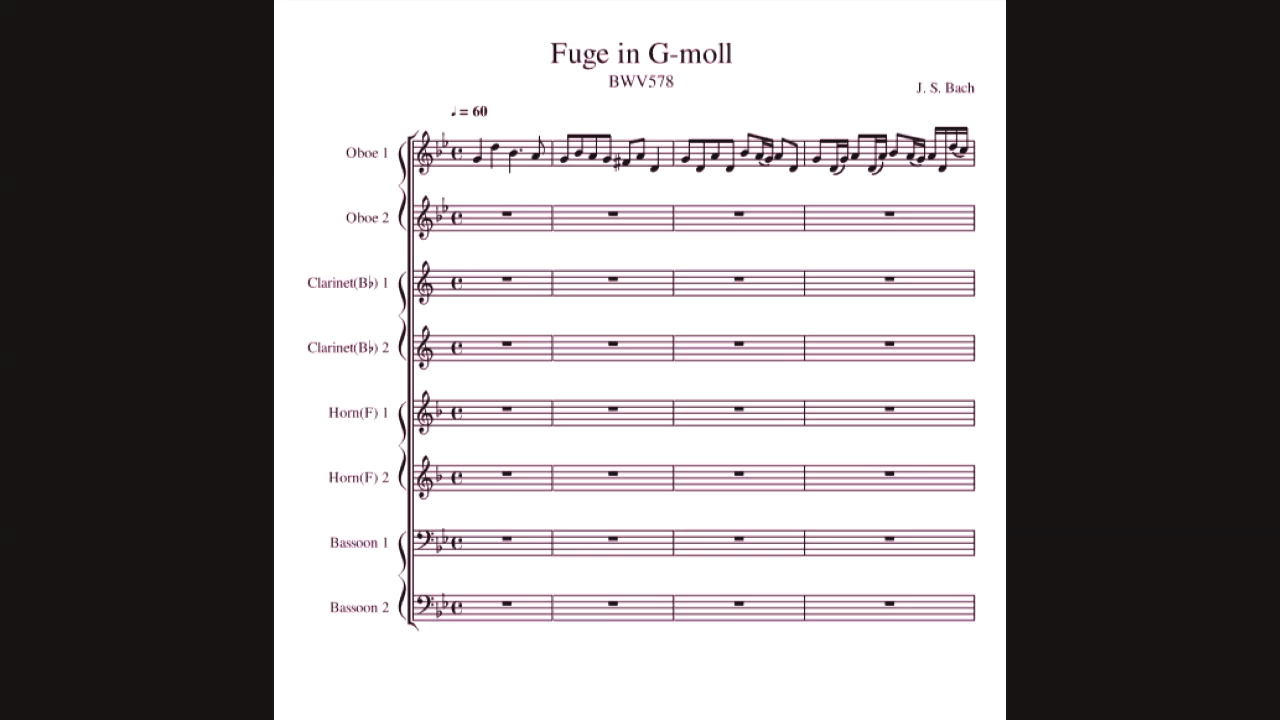 Fuge in G-moll
BWV578
J. S. Bach
♩ = 60
Oboe 1
Oboe 2
Clarinet(B♭) 1
Clarinet(B♭) 2
Horn(F) 1
Horn(F) 2
Bassoon 1
Bassoon 2